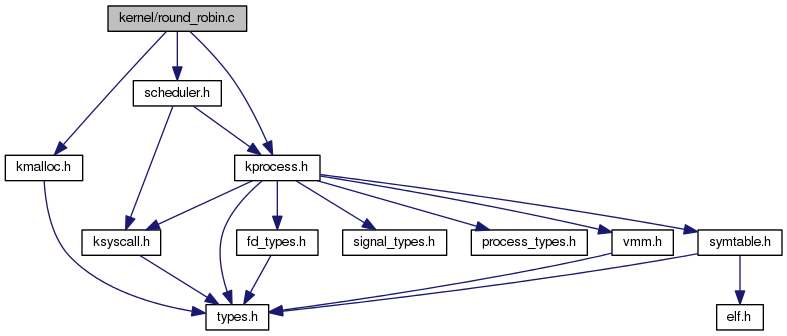 kernel/round_robin.c
scheduler.h
kmalloc.h
kprocess.h
ksyscall.h
fd_types.h
signal_types.h
process_types.h
vmm.h
symtable.h
types.h
elf.h